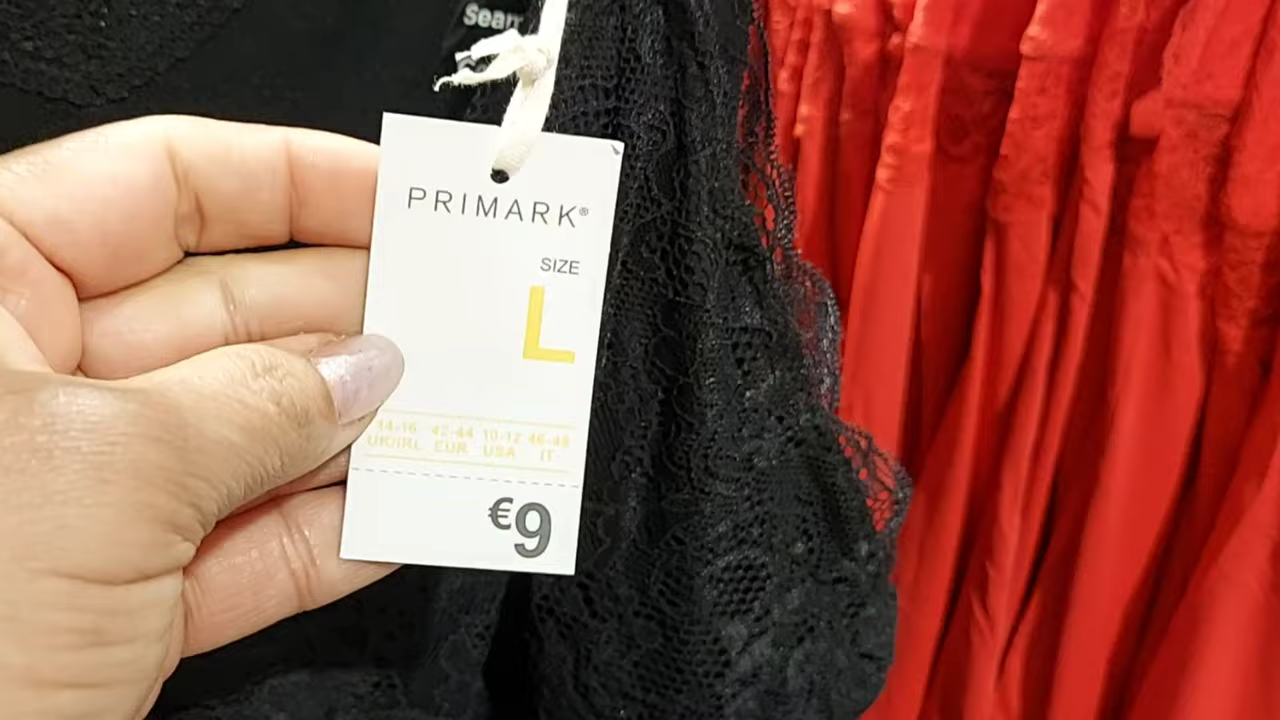 PRIMARK®
SIZE
L
14-16 42-44 10-12 46-48
UK/IRL EUR USA IT
€9